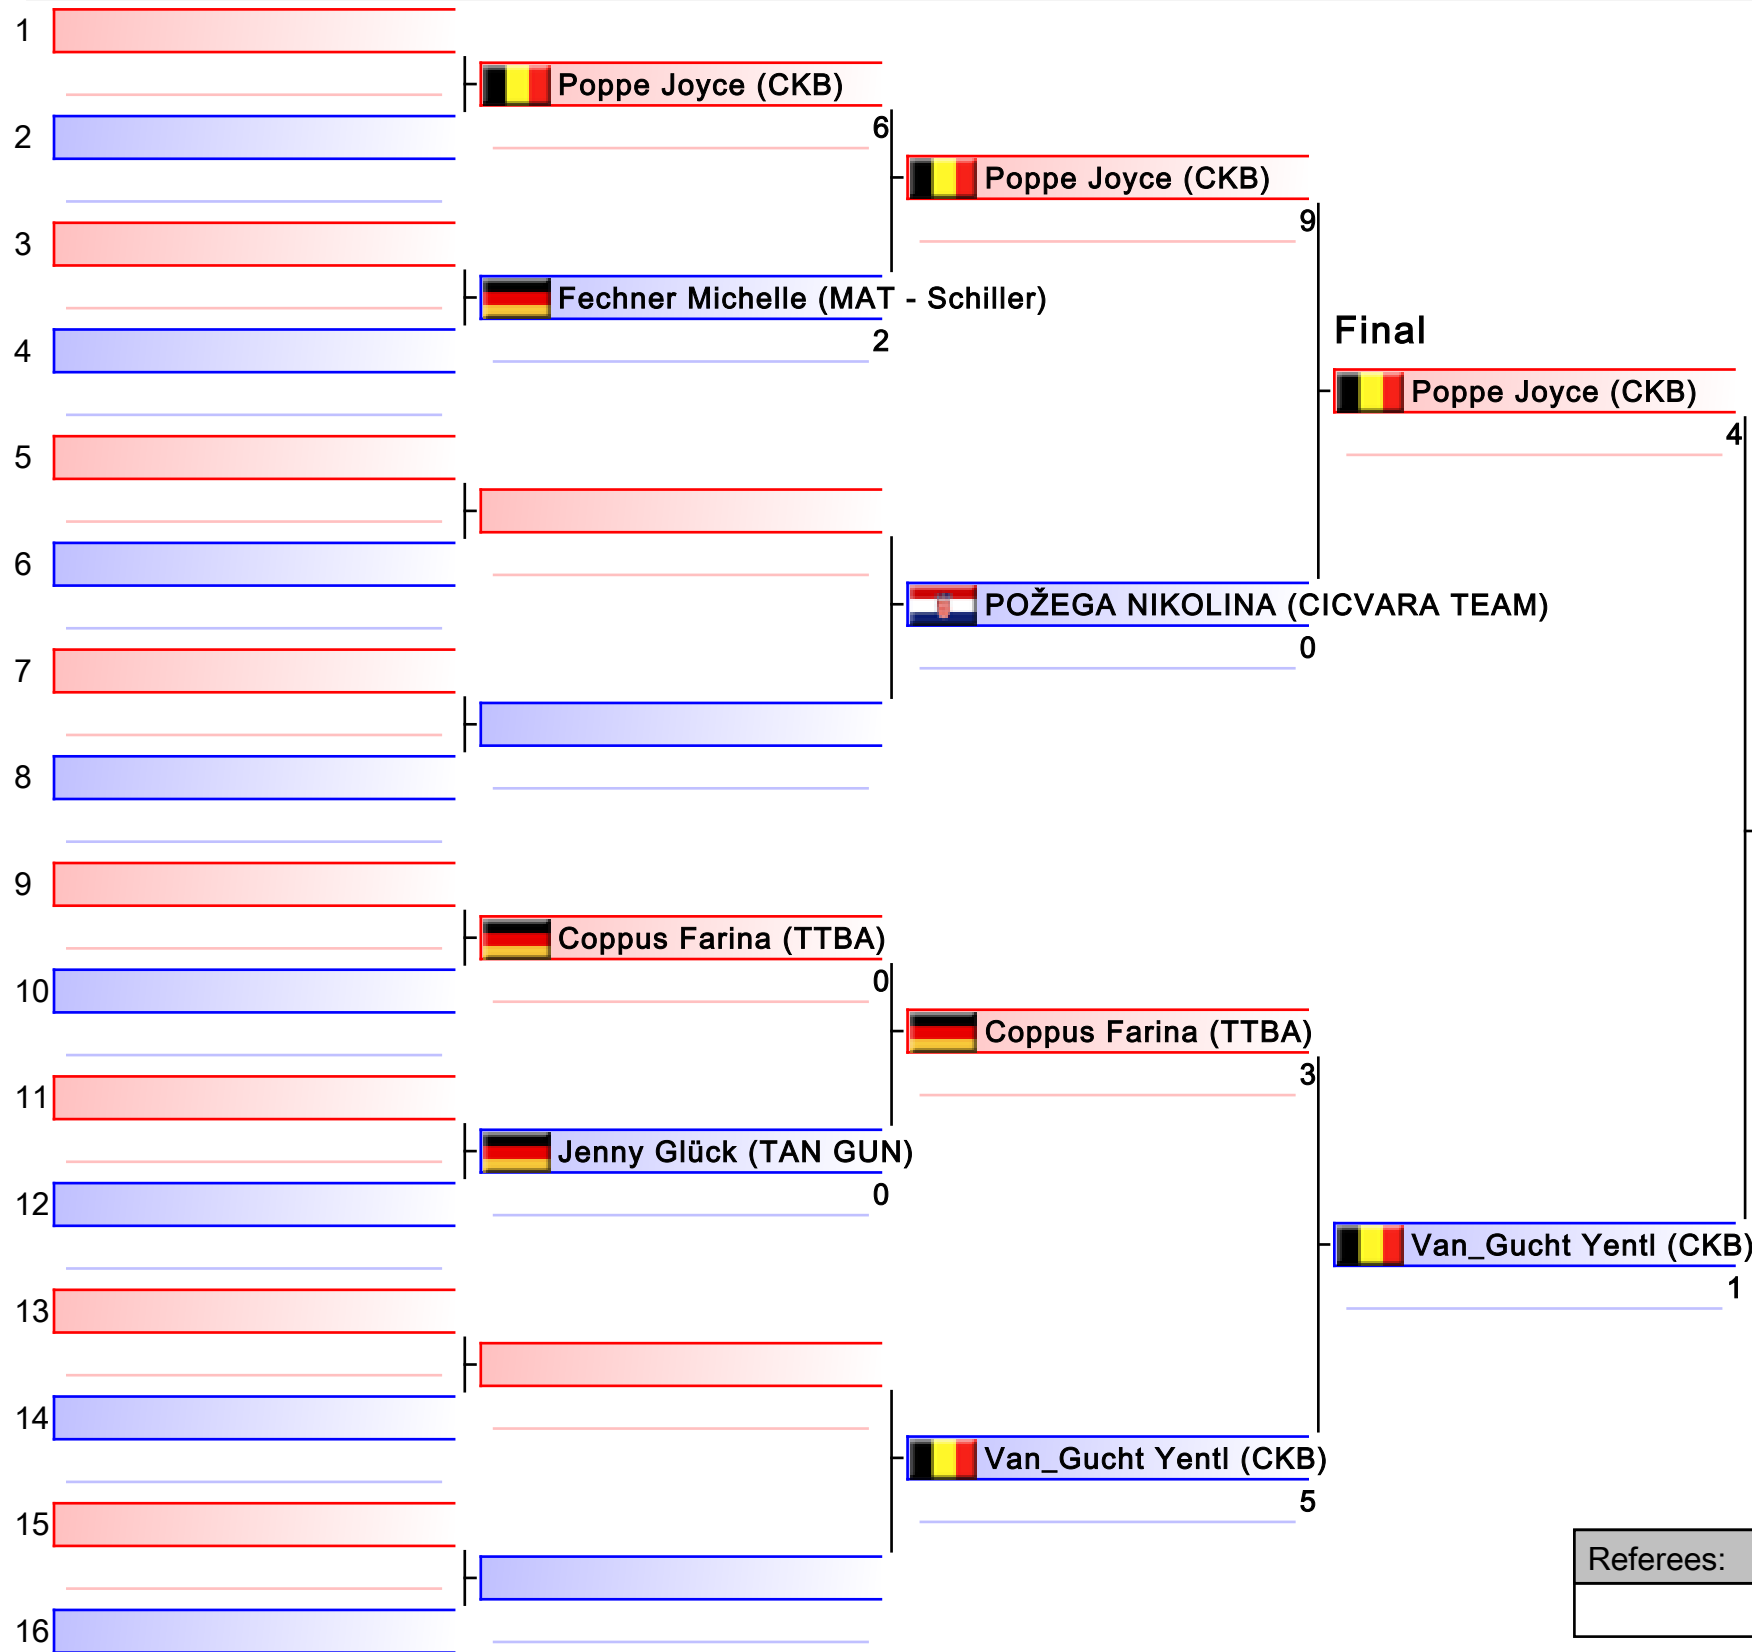 1
Poppe Joyce (CKB)
2
6
Poppe Joyce (CKB)
3
9
Fechner Michelle (MAT - Schiller)
4
2
Final
Poppe Joyce (CKB)
5
4
6
POŽEGA NIKOLINA (CICVARA TEAM)
7
0
8
9
Coppus Farina (TTBA)
10
0
Coppus Farina (TTBA)
11
3
Jenny Glück (TAN GUN)
12
0
Van_Gucht Yentl (CKB)
13
1
14
Van_Gucht Yentl (CKB)
15
5
Referees:
16